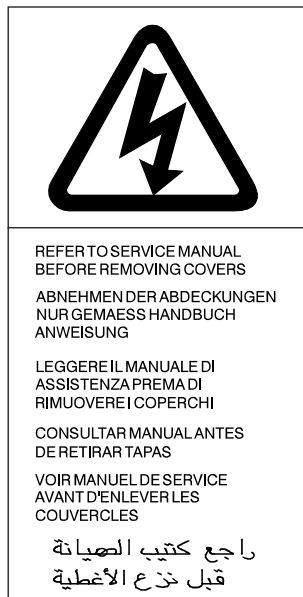 REFER TO SERVICE MANUAL
BEFORE REMOVING COVERS
ABNEHMEN DER ABDECKUNGEN
NUR GEMAESS HANDBUCH
ANWEISUNG
LEGGERE IL MANUALE DI
ASSISTENZA PREMA DI
RIMUOVERE I COPERCHI
CONSULTAR MANUAL ANTES
DE RETIRAR TAPAS
VOIR MANUEL DE SERVICE
AVANT D'ENLEVER LES
COUVERCLES
راجع كتيب الصيانة
قبل نزع الأغطية